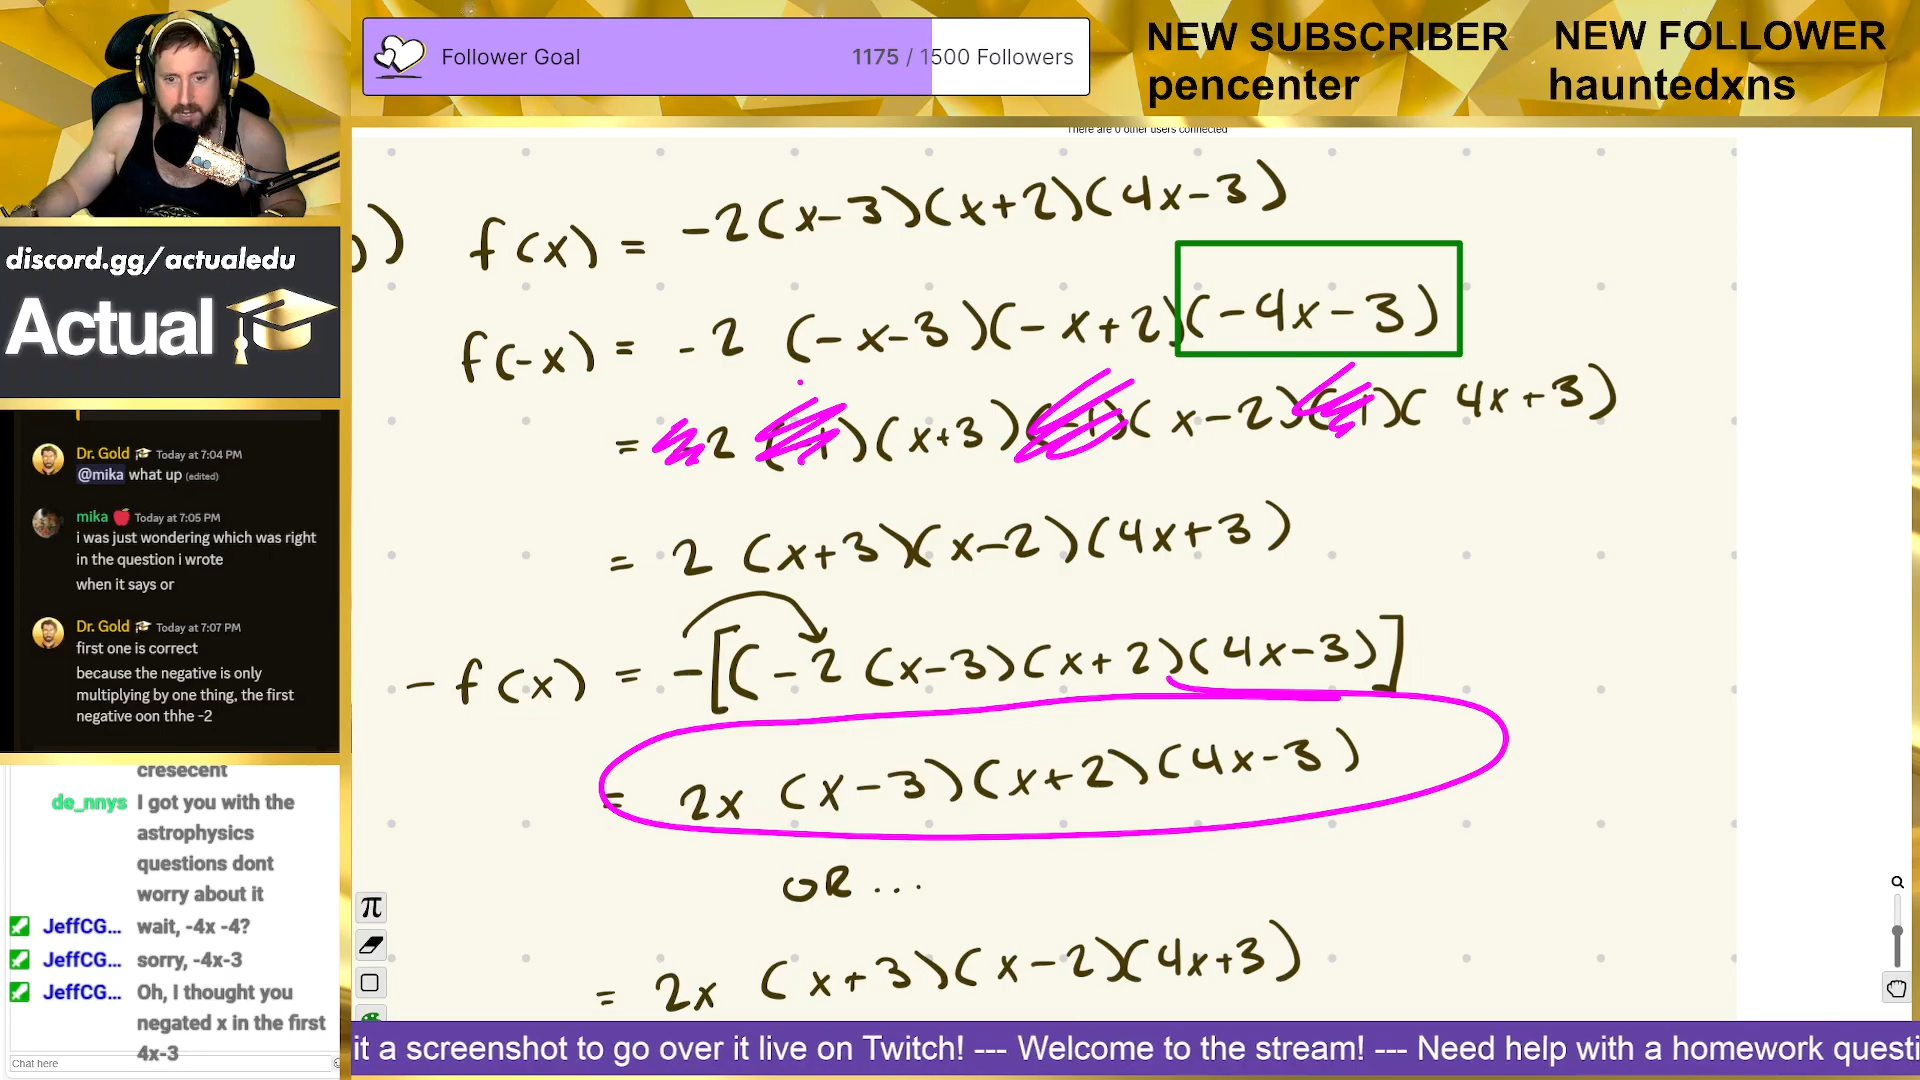 Follower Goal
1175 / 1500 Followers
NEW SUBSCRIBER
pencenter
NEW FOLLOWER
hauntedxns
There are 0 other users connected
discord.gg/actualedu
Actual
Dr. Gold Today at 7:04 PM
@mika what up (edited)
mika Today at 7:05 PM
i was just wondering which was right
in the question i wrote
when it says or
Dr. Gold Today at 7:07 PM
first one is correct
because the negative is only
multiplying by one thing, the first
negative oon thhe -2
cresecent
de_nnys I got you with the
astrophysics
questions dont
worry about it
JeffCG... wait, -4x -4?
JeffCG... sorry, -4x-3
JeffCG... Oh, I thought you
negated x in the first
4x-3
Chat here
f(x) = -2(x-3)(x+2)(4x-3)
f(-x) = -2 (-x-3)(-x+2)(-4x-3)
= 2 (-1)(x+3)(-1)(x-2)(-1)(4x+3)
= 2 (x+3)(x-2)(4x+3)
-f(x) = -[(-2 (x-3)(x+2)(4x-3)]
= 2x (x-3)(x+2)(4x-3)
OR ...
= 2x (x+3)(x-2)(4x+3)
π
it a screenshot to go over it live on Twitch! --- Welcome to the stream! --- Need help with a homework questi